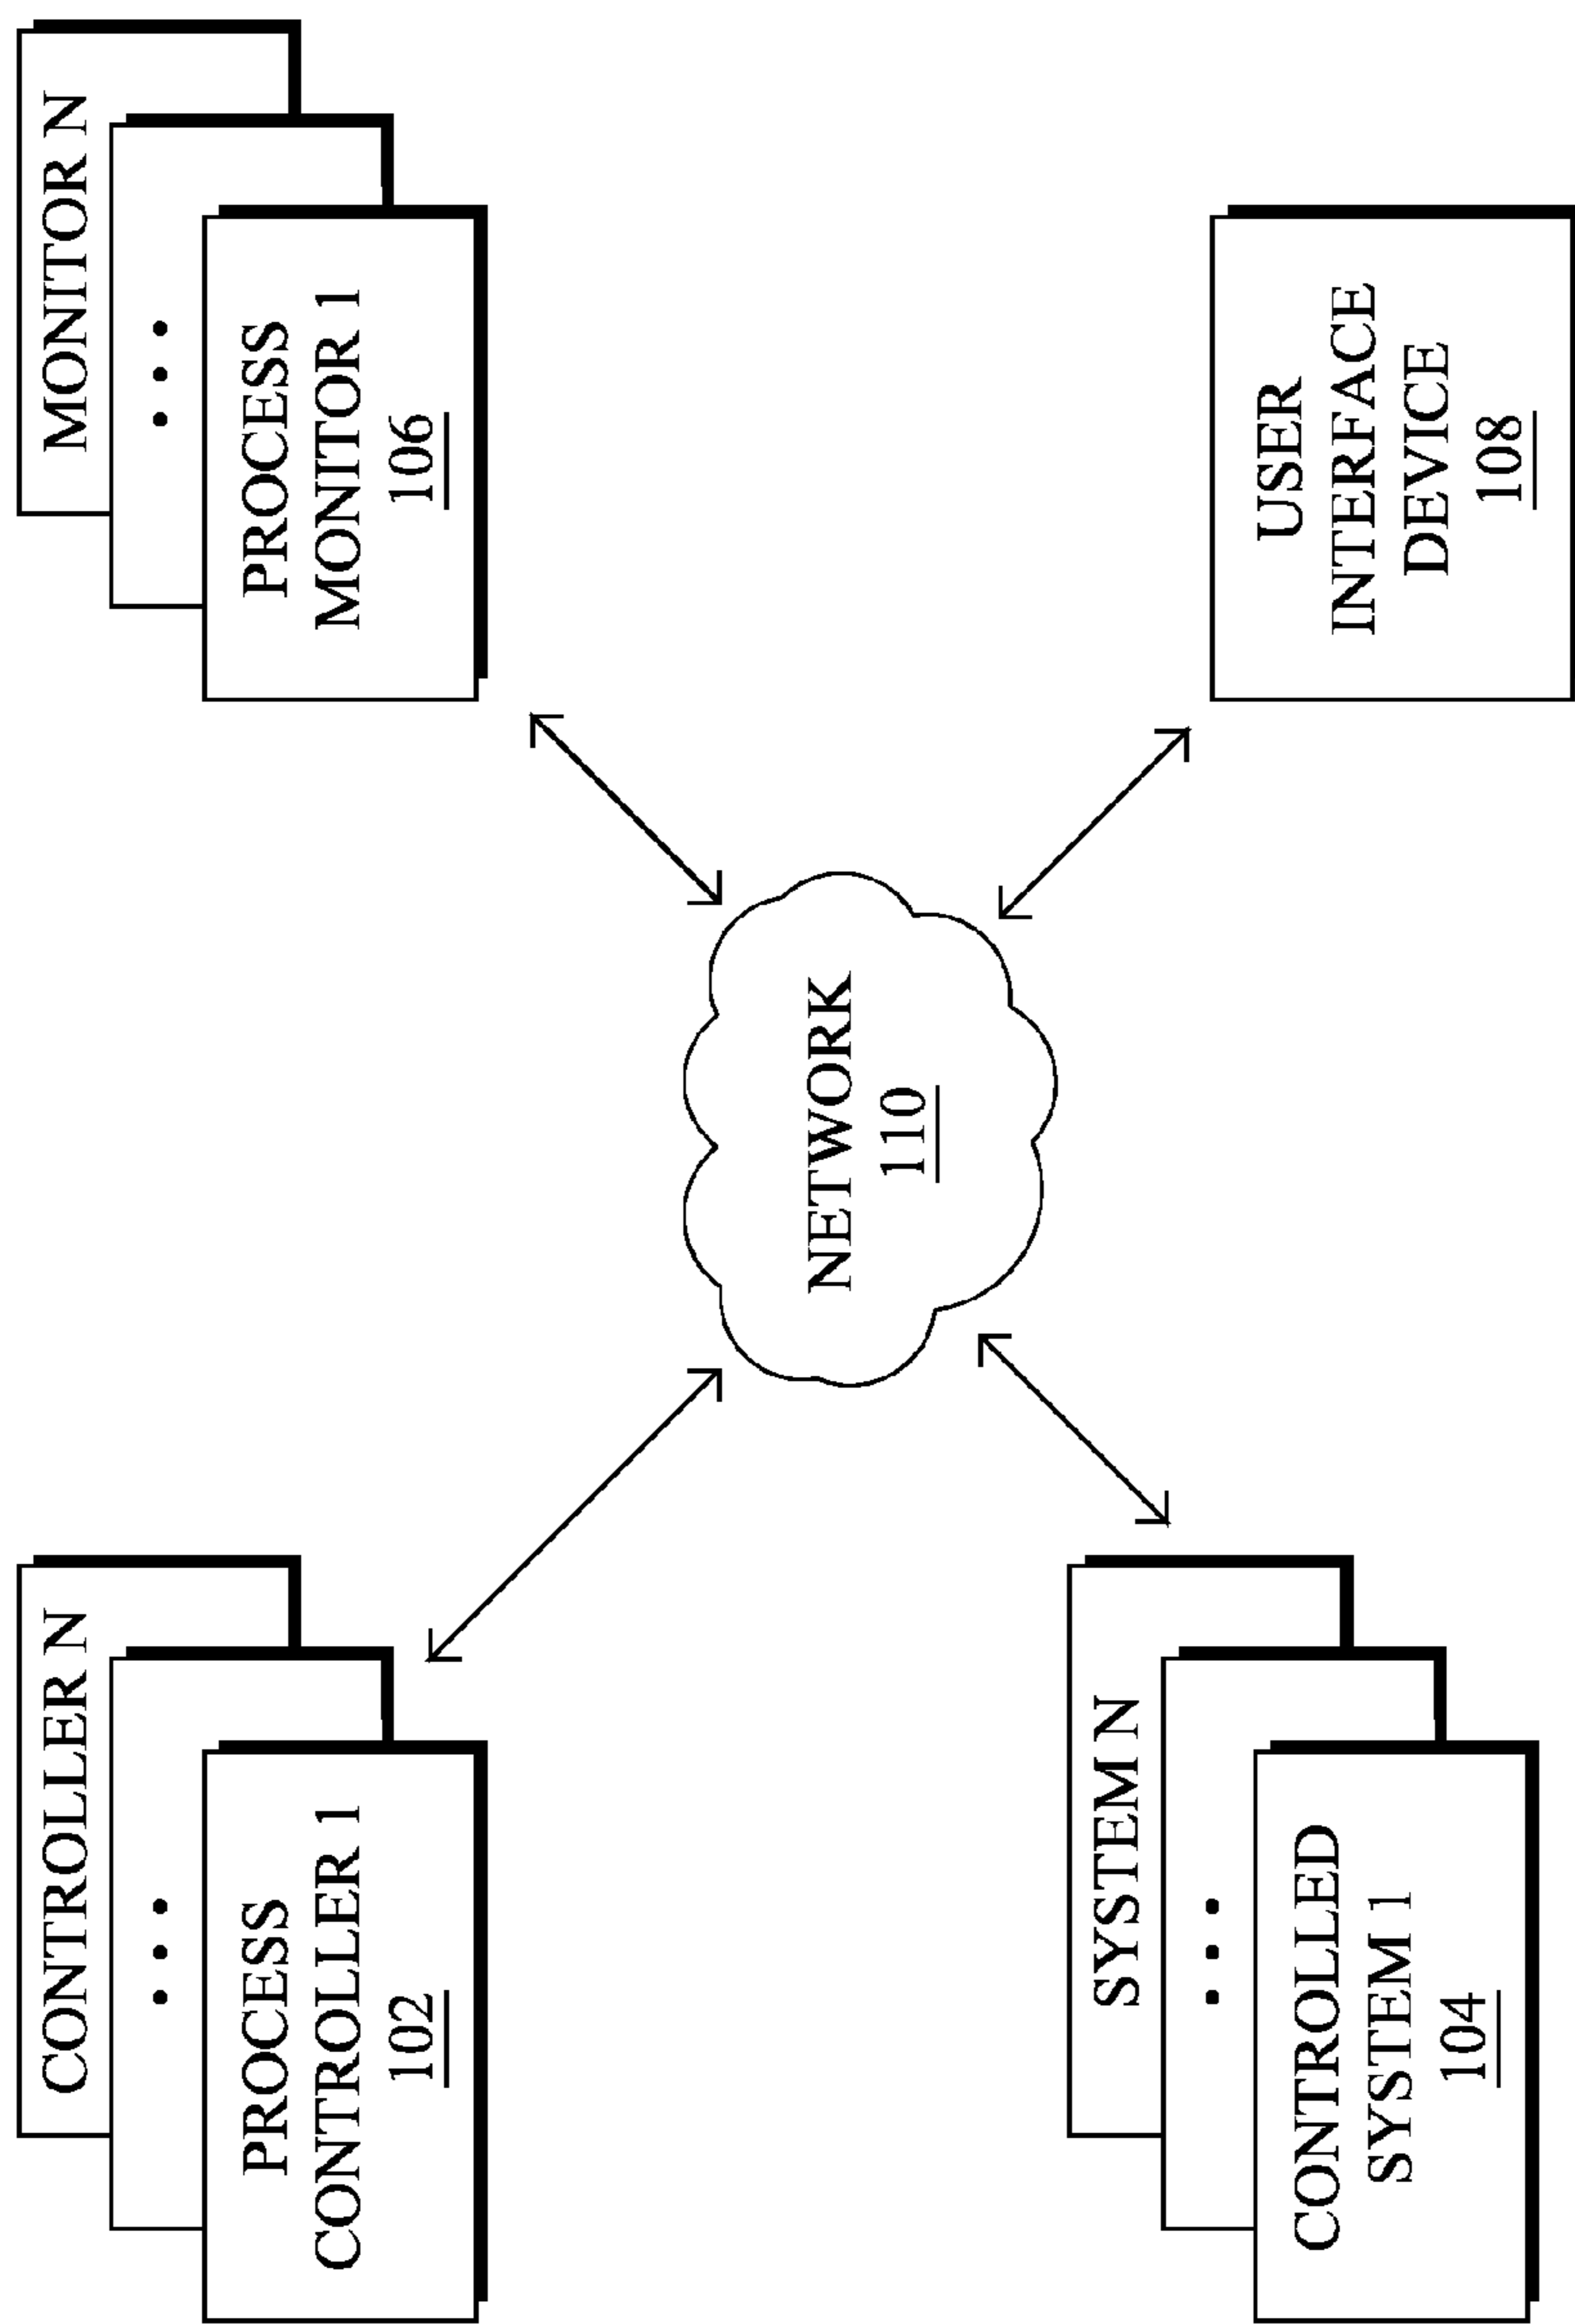 CONTROLLER N
• • •
PROCESS
CONTROLLER 1
102
MONITOR N
• • •
PROCESS
MONITOR 1
106
NETWORK
110
SYSTEM N
• • •
CONTROLLED
SYSTEM 1
104
USER
INTERFACE
DEVICE
108